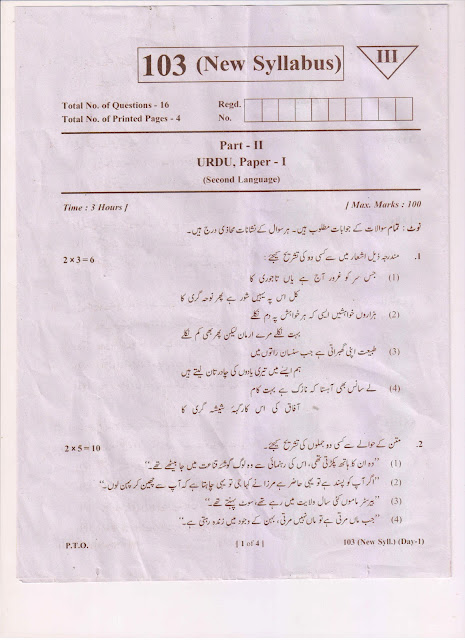 103 (New Syllabus)
III
Total No. of Questions - 16
Total No. of Printed Pages - 4
Regd.
No.
Part - II
URDU, Paper - I
(Second Language)
Time : 3 Hours ]
[ Max. Marks : 100
نوٹ : تمام سوالات کے جوابات مطلوب ہیں۔ ہر سوال کے نشانات محاذی درج ہیں۔
1. مندرجہ ذیل اشعار میں سے کسی دو کی تشریح کیجئے : 2 x 3 = 6
(1) جس سر کو غرور آج ہے یاں تاجوری کا
کل اس پہ یہیں شور ہے پھر نوحہ گری کا
(2) ہزاروں خواہشیں ایسی کہ ہر خواہش پہ دم نکلے
بہت نکلے مرے ارمان لیکن پھر بھی کم نکلے
(3) طبیعت اپنی گھبراتی ہے جب سنسان راتوں میں
ہم ایسے میں تیری یادوں کی چادر تان لیتے ہیں
(4) لے سانس بھی آہستا کہ نازک ہے بہت کام
آفاق کی اس کارگہہ شیشہ گری کا
2. متن کے حوالے سے کسی دو جملوں کی تشریح کیجئے۔ 2 x 5 = 10
(1) ”وہ ان کا ہاتھ پکڑتی تھی، اس کی رہنمائی سے وہ لوگ گوشۂ قناعت میں جا بیٹھے تھے۔“
(2) ”اگر آپ کو پسند ہے تو یہی حاضر ہے مرزا نے کہا جی تو یہی چاہتا ہے کہ آپ سے چھین کر پہن لوں۔“
(3) ”بیرسٹر ماموں کئی سال ولایت میں رہے تھے، سوٹ پہنتے تھے۔“
(4) ”جب ماں مرتی ہے تو ماں نہیں مرتی، بہن کے وجود میں زندہ رہتی ہے۔“
P.T.O.
[ 1 of 4 ]
103 (New Syll.) (Day-1)